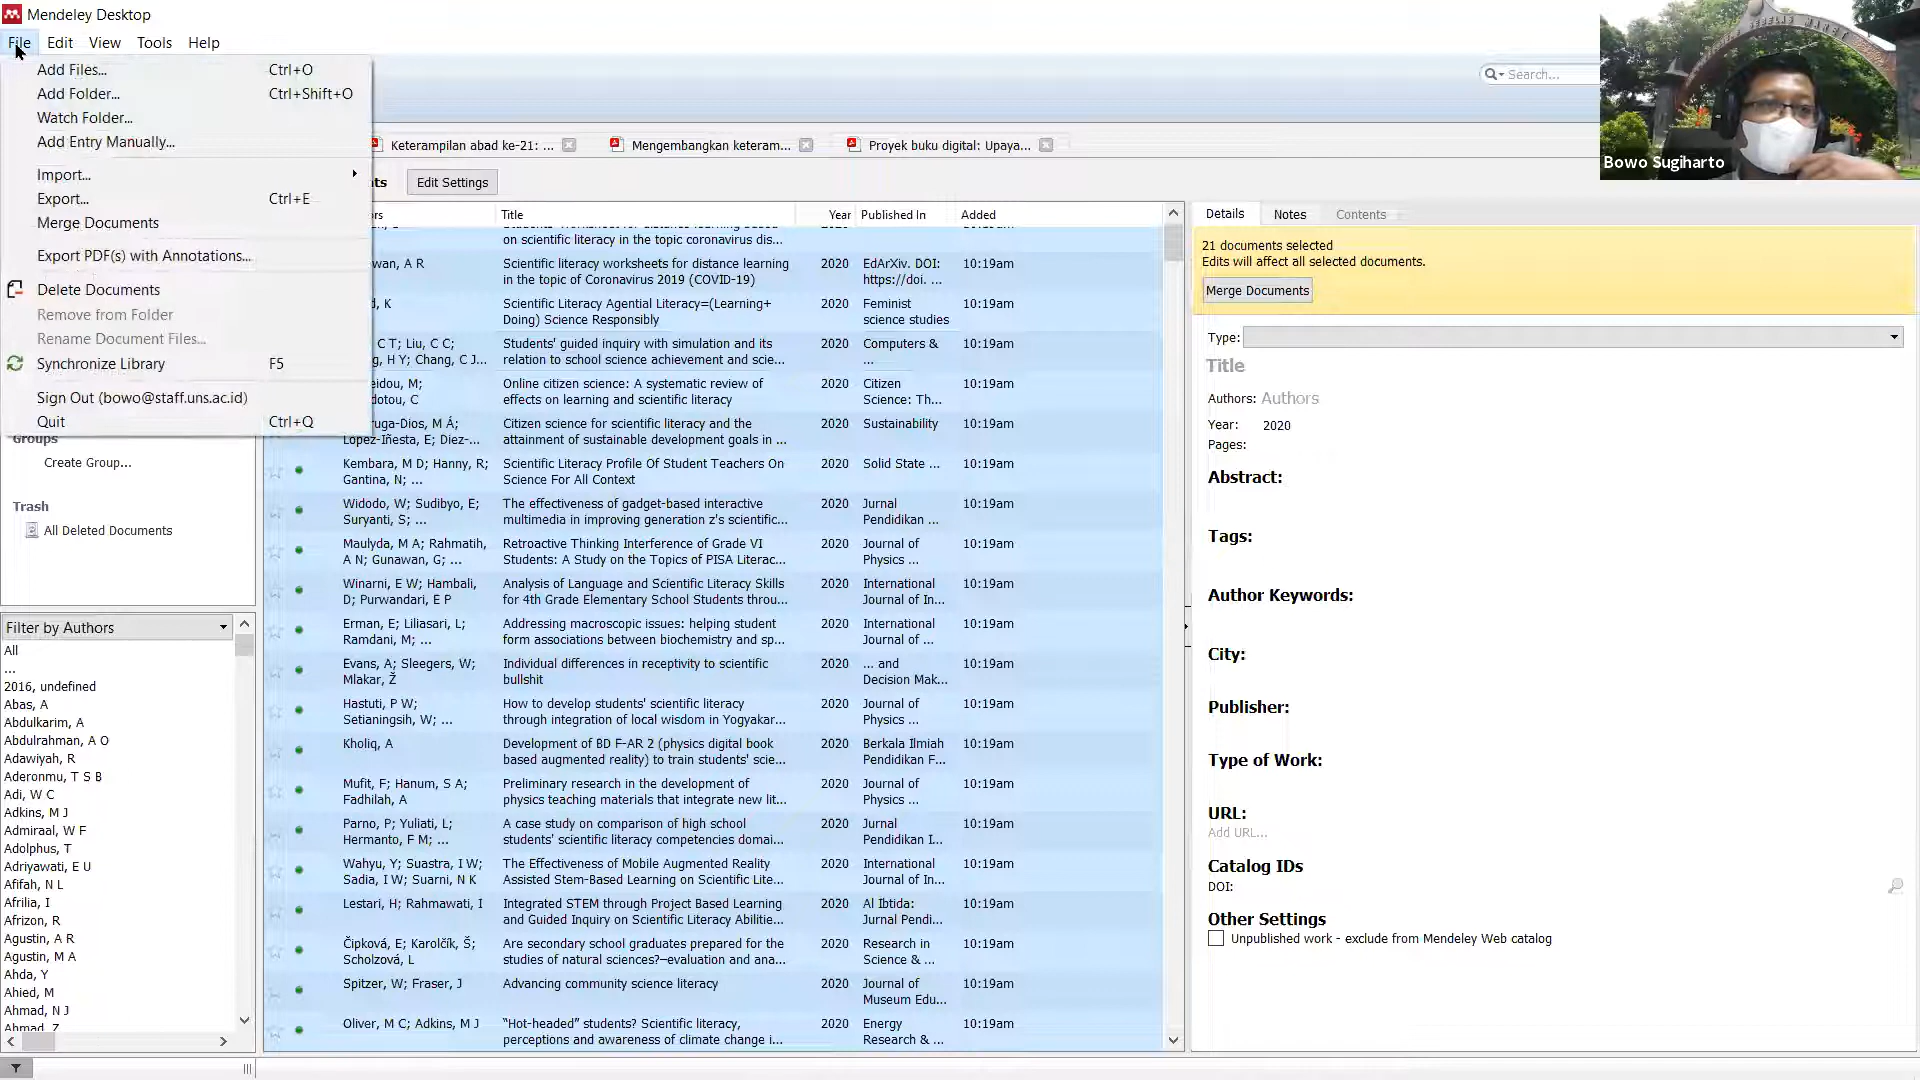 Mendeley Desktop
File Edit View Tools Help
Add Files... Ctrl+O
Add Folder... Ctrl+Shift+O
Watch Folder...
Add Entry Manually...
Import...
Export... Ctrl+E
Merge Documents
Export PDF(s) with Annotations...
Delete Documents
Remove from Folder
Rename Document Files...
Synchronize Library F5
Sign Out (bowo@staff.uns.ac.id)
Quit Ctrl+Q
Groups
Create Group...
Trash
All Deleted Documents
Filter by Authors
All
...
2016, undefined
Abas, A
Abdulkarim, A
Abdulrahman, A O
Adawiyah, R
Aderonmu, T S B
Adi, W C
Adkins, M J
Admiraal, W F
Adolphus, T
Adriyawati, E U
Afifah, N L
Afrilia, I
Afrizon, R
Agustin, A R
Agustin, M A
Ahda, Y
Ahied, M
Ahmad, N J
Ahmad, Z
Search...
Bowo Sugiharto
Keterampilan abad ke-21: ... Mengembangkan keteram... Proyek buku digital: Upaya...
Edit Settings
Title Year Published In Added
on scientific literacy in the topic coronavirus dis...
A R Scientific literacy worksheets for distance learning 2020 EdArXiv. DOI: 10:19am
in the topic of Coronavirus 2019 (COVID-19) https://doi. ...
K Scientific Literacy Agential Literacy=(Learning+ 2020 Feminist 10:19am
Doing) Science Responsibly science studies
C T; Liu, C C; Students' guided inquiry with simulation and its 2020 Computers & 10:19am
H Y; Chang, C J... relation to school science achievement and scie... ...
M; Online citizen science: A systematic review of 2020 Citizen 10:19am
C effects on learning and scientific literacy Science: Th...
M Á; Citizen science for scientific literacy and the 2020 Sustainability 10:19am
Lopez-Iñesta, E; Diez-... attainment of sustainable development goals in ...
Kembara, M D; Hanny, R; Scientific Literacy Profile Of Student Teachers On 2020 Solid State ... 10:19am
Gantina, N; ... Science For All Context
Widodo, W; Sudibyo, E; The effectiveness of gadget-based interactive 2020 Jurnal 10:19am
Suryanti, S; ... multimedia in improving generation z's scientific... Pendidikan ...
Maulyda, M A; Rahmatih, Retroactive Thinking Interference of Grade VI 2020 Journal of 10:19am
A N; Gunawan, G; ... Students: A Study on the Topics of PISA Literac... Physics ...
Winarni, E W; Hambali, Analysis of Language and Scientific Literacy Skills 2020 International 10:19am
D; Purwandari, E P for 4th Grade Elementary School Students throu... Journal of In...
Erman, E; Liliasari, L; Addressing macroscopic issues: helping student 2020 International 10:19am
Ramdani, M; ... form associations between biochemistry and sp... Journal of ...
Evans, A; Sleegers, W; Individual differences in receptivity to scientific 2020 ... and 10:19am
Mlakar, Ž bullshit Decision Mak...
Hastuti, P W; How to develop students' scientific literacy 2020 Journal of 10:19am
Setianingsih, W; ... through integration of local wisdom in Yogyakar... Physics ...
Kholiq, A Development of BD F-AR 2 (physics digital book 2020 Berkala Ilmiah 10:19am
based augmented reality) to train students' scie... Pendidikan F...
Mufit, F; Hanum, S A; Preliminary research in the development of 2020 Journal of 10:19am
Fadhilah, A physics teaching materials that integrate new lit... Physics ...
Parno, P; Yuliati, L; A case study on comparison of high school 2020 Jurnal 10:19am
Hermanto, F M; ... students' scientific literacy competencies domai... Pendidikan I...
Wahyu, Y; Suastra, I W; The Effectiveness of Mobile Augmented Reality 2020 International 10:19am
Sadia, I W; Suarni, N K Assisted Stem-Based Learning on Scientific Lite... Journal of In...
Lestari, H; Rahmawati, I Integrated STEM through Project Based Learning 2020 Al Ibtida: 10:19am
and Guided Inquiry on Scientific Literacy Abilitie... Jurnal Pendi...
Čipková, E; Karolčík, Š; Are secondary school graduates prepared for the 2020 Research in 10:19am
Scholzová, L studies of natural sciences?–evaluation and ana... Science & ...
Spitzer, W; Fraser, J Advancing community science literacy 2020 Journal of 10:19am
Museum Edu...
Oliver, M C; Adkins, M J “Hot-headed” students? Scientific literacy, 2020 Energy 10:19am
perceptions and awareness of climate change i... Research & ...
Details Notes Contents
21 documents selected
Edits will affect all selected documents.
Merge Documents
Type:
Title
Authors: Authors
Year: 2020
Pages:
Abstract:
Tags:
Author Keywords:
City:
Publisher:
Type of Work:
URL:
Add URL...
Catalog IDs
DOI:
Other Settings
Unpublished work - exclude from Mendeley Web catalog